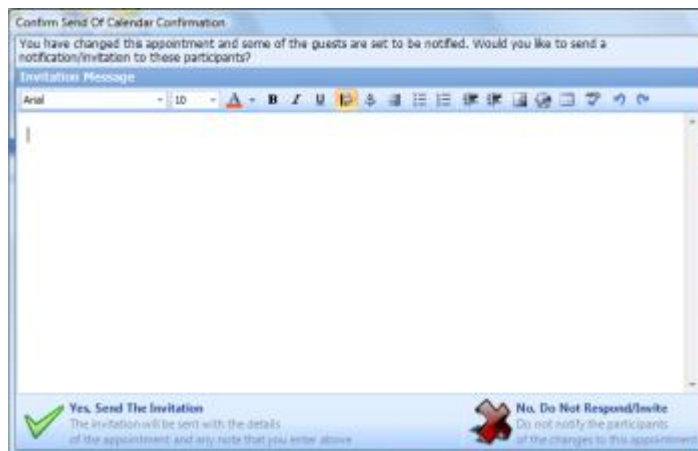 Confirm Send Of Calendar Confirmation
You have changed this appointment and some of the guests are set to be notified. Would you like to send a
notification/invitation to these participants?
Invitation Message
Arial 10 A B I U
Yes, Send The Invitation
The invitation will be sent with the details
of the appointment and any note that you enter above
No, Do Not Respond/Invite
Do not notify the participants
of the changes to this appointment